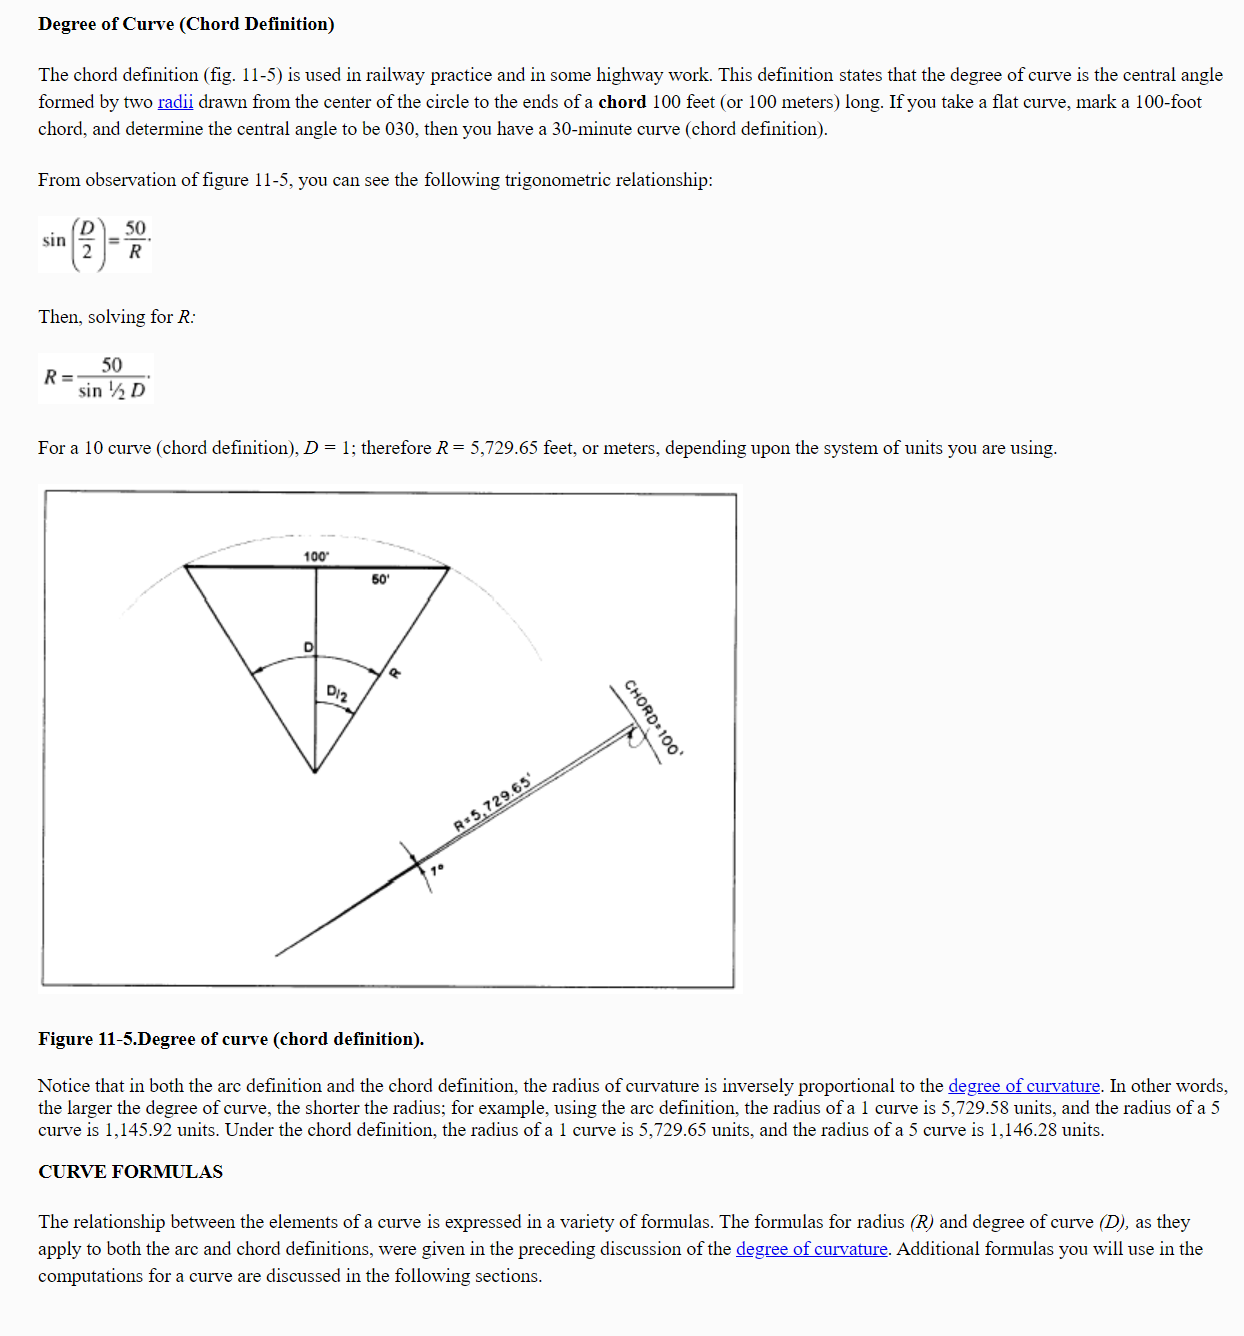 Degree of Curve (Chord Definition)
The chord definition (fig. 11-5) is used in railway practice and in some highway work. This definition states that the degree of curve is the central angle
formed by two radii drawn from the center of the circle to the ends of a chord 100 feet (or 100 meters) long. If you take a flat curve, mark a 100-foot
chord, and determine the central angle to be 030, then you have a 30-minute curve (chord definition).
From observation of figure 11-5, you can see the following trigonometric relationship:
sin (D/2) = 50/R.
Then, solving for R:
R = 50/sin ½ D.
For a 10 curve (chord definition), D = 1; therefore R = 5,729.65 feet, or meters, depending upon the system of units you are using.
100'
50'
D
R
D/2
CHORD=100'
R=5,729.65'
1°
Figure 11-5.Degree of curve (chord definition).
Notice that in both the arc definition and the chord definition, the radius of curvature is inversely proportional to the degree of curvature. In other words,
the larger the degree of curve, the shorter the radius; for example, using the arc definition, the radius of a 1 curve is 5,729.58 units, and the radius of a 5
curve is 1,145.92 units. Under the chord definition, the radius of a 1 curve is 5,729.65 units, and the radius of a 5 curve is 1,146.28 units.
CURVE FORMULAS
The relationship between the elements of a curve is expressed in a variety of formulas. The formulas for radius (R) and degree of curve (D), as they
apply to both the arc and chord definitions, were given in the preceding discussion of the degree of curvature. Additional formulas you will use in the
computations for a curve are discussed in the following sections.